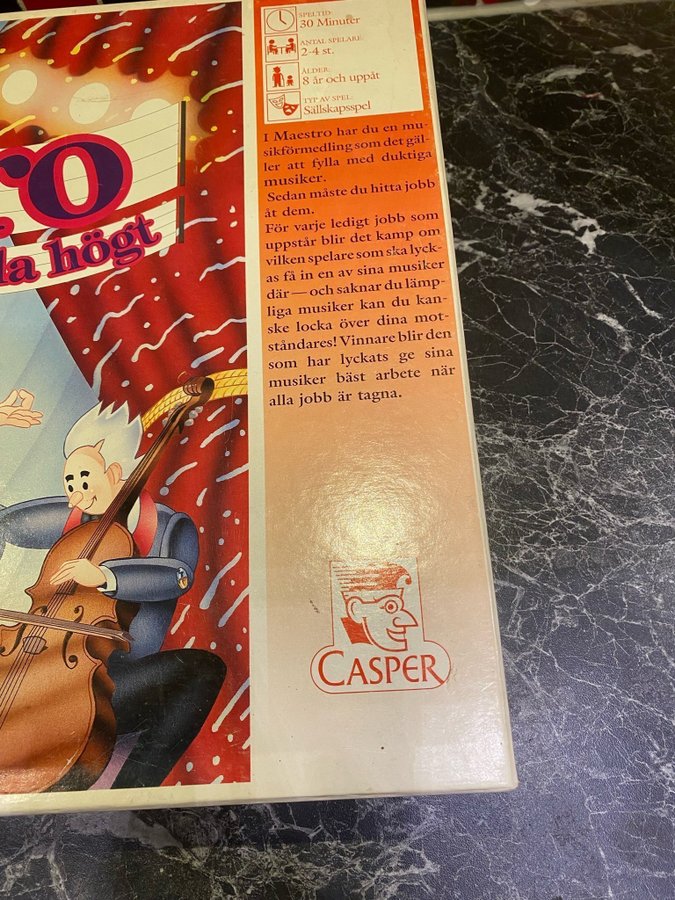 SPELTID:
30 Minuter
ANTAL SPELARE:
2-4 st.
ÅLDER:
8 år och uppåt
TYP AV SPEL:
Sällskapsspel
I Maestro har du en mu-
sikförmedling som det gäl-
ler att fylla med duktiga
musiker.
Sedan måste du hitta jobb
åt dem.
För varje ledigt jobb som
uppstår blir det kamp om
vilken spelare som ska lyck-
as få in en av sina musiker
där — och saknar du lämp-
liga musiker kan du kan-
ske locka över dina mot-
ståndares! Vinnare blir den
som har lyckats ge sina
musiker bäst arbete när
alla jobb är tagna.
RO
la högt
CASPER